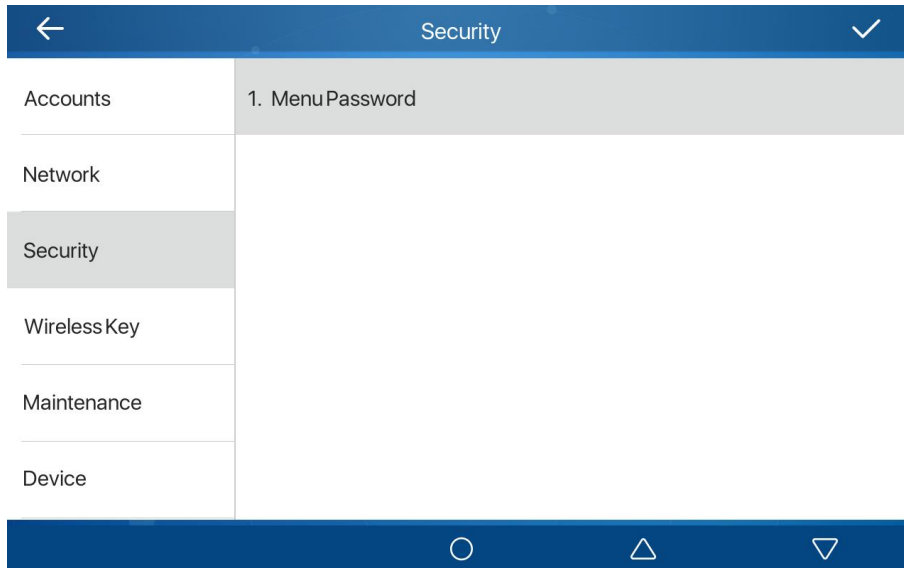 Security
Accounts
Network
Security
Wireless Key
Maintenance
Device
1. Menu Password